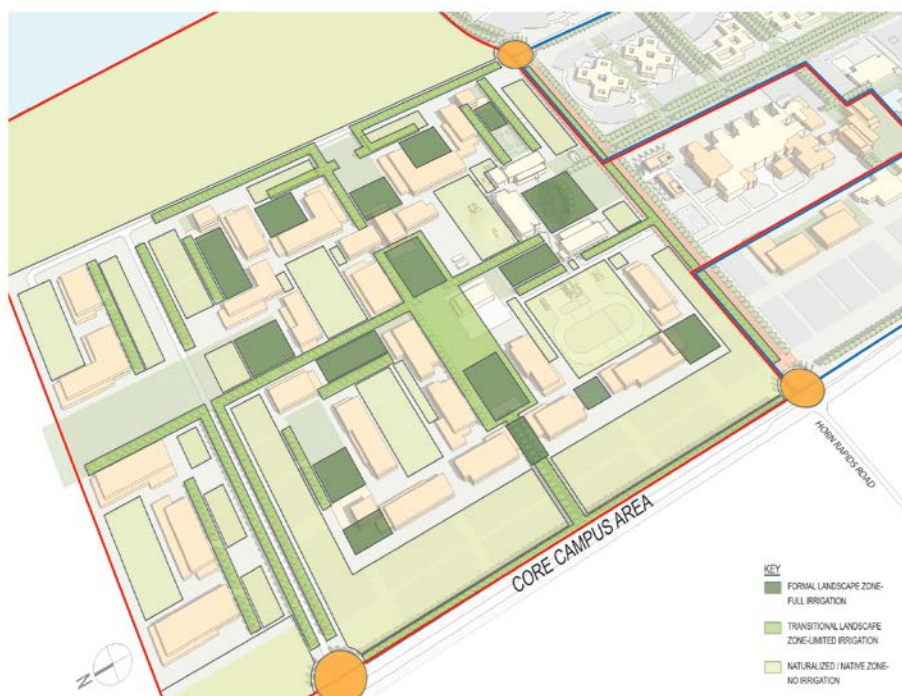 HORN RAPIDS ROAD
CORE CAMPUS AREA
KEY
FORMAL LANDSCAPE ZONE-
FULL IRRIGATION
TRANSITIONAL LANDSCAPE
ZONE-LIMITED IRRIGATION
NATURALIZED / NATIVE ZONE-
NO IRRIGATION
N